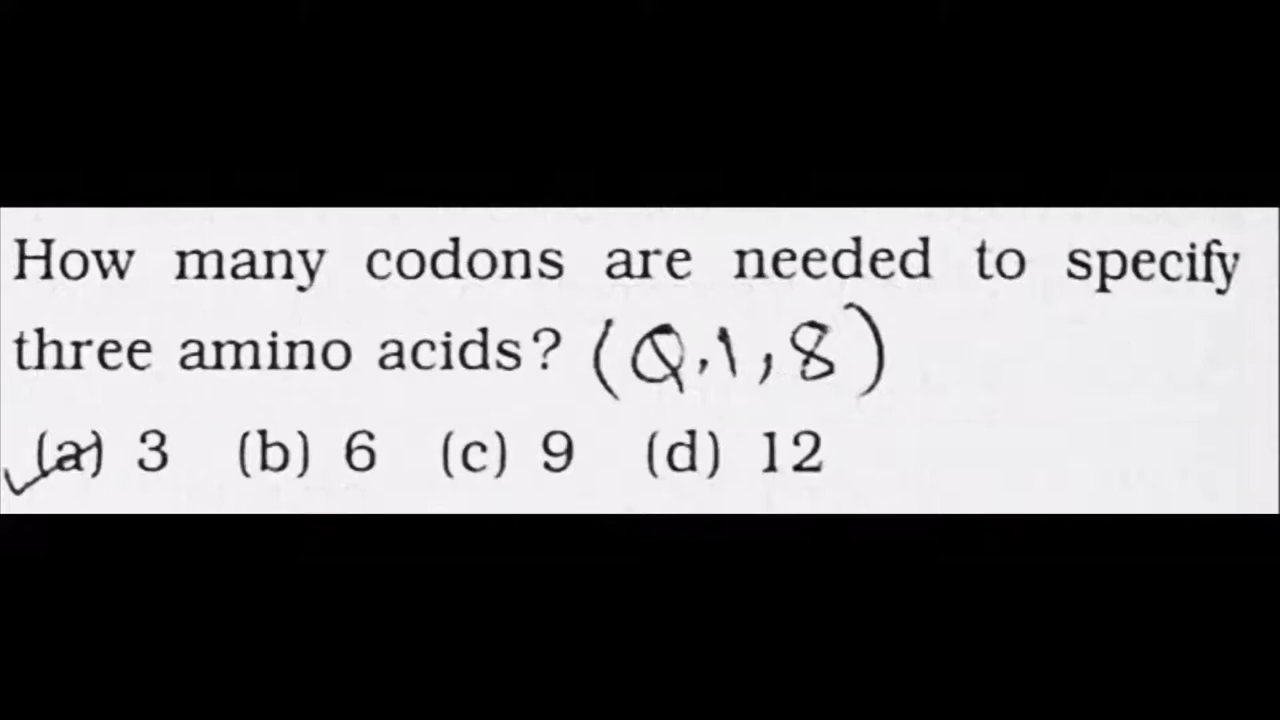 How many codons are needed to specify
three amino acids? (Q.1,8)
(a) 3 (b) 6 (c) 9 (d) 12